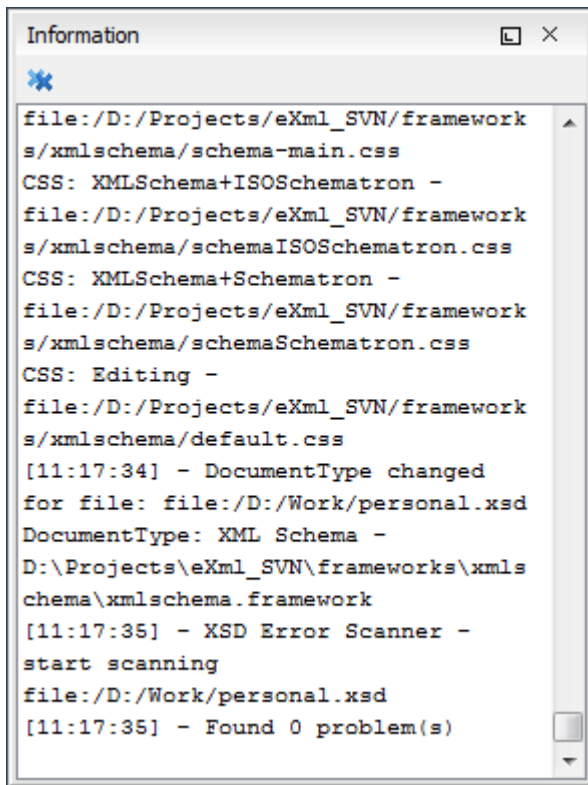 Information
file:/D:/Projects/eXml_SVN/framework
s/xmlschema/schema-main.css
CSS: XMLSchema+ISOSchematron -
file:/D:/Projects/eXml_SVN/framework
s/xmlschema/schemaISOSchematron.css
CSS: XMLSchema+Schematron -
file:/D:/Projects/eXml_SVN/framework
s/xmlschema/schemaSchematron.css
CSS: Editing -
file:/D:/Projects/eXml_SVN/framework
s/xmlschema/default.css
[11:17:34] - DocumentType changed
for file: file:/D:/Work/personal.xsd
DocumentType: XML Schema -
D:\Projects\eXml_SVN\frameworks\xmls
chema\xmlschema.framework
[11:17:35] - XSD Error Scanner -
start scanning
file:/D:/Work/personal.xsd
[11:17:35] - Found 0 problem(s)